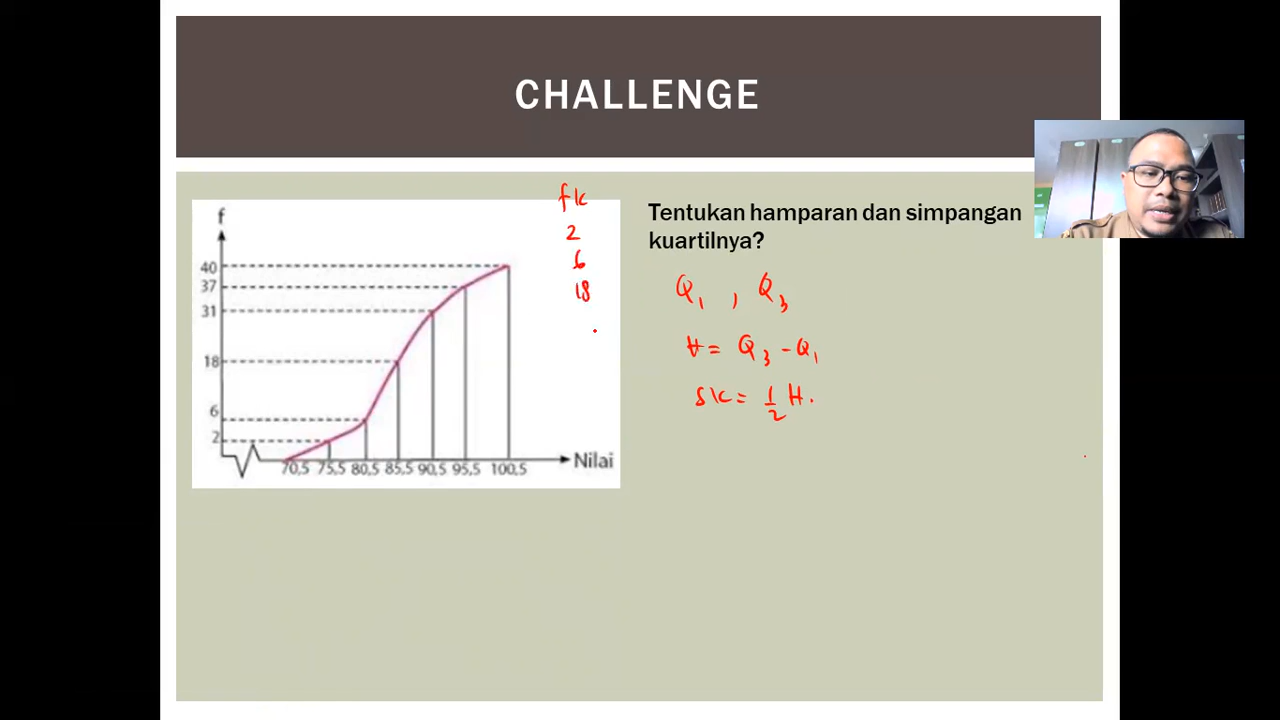 CHALLENGE
f
40
37
31
18
6
2
70,5 75,5 80,5 85,5 90,5 95,5 100,5
Nilai
fk
2
6
18
Tentukan hamparan dan simpangan
kuartilnya?
Q₁ , Q₃
H = Q₃ - Q₁
SK = 1/2 H.